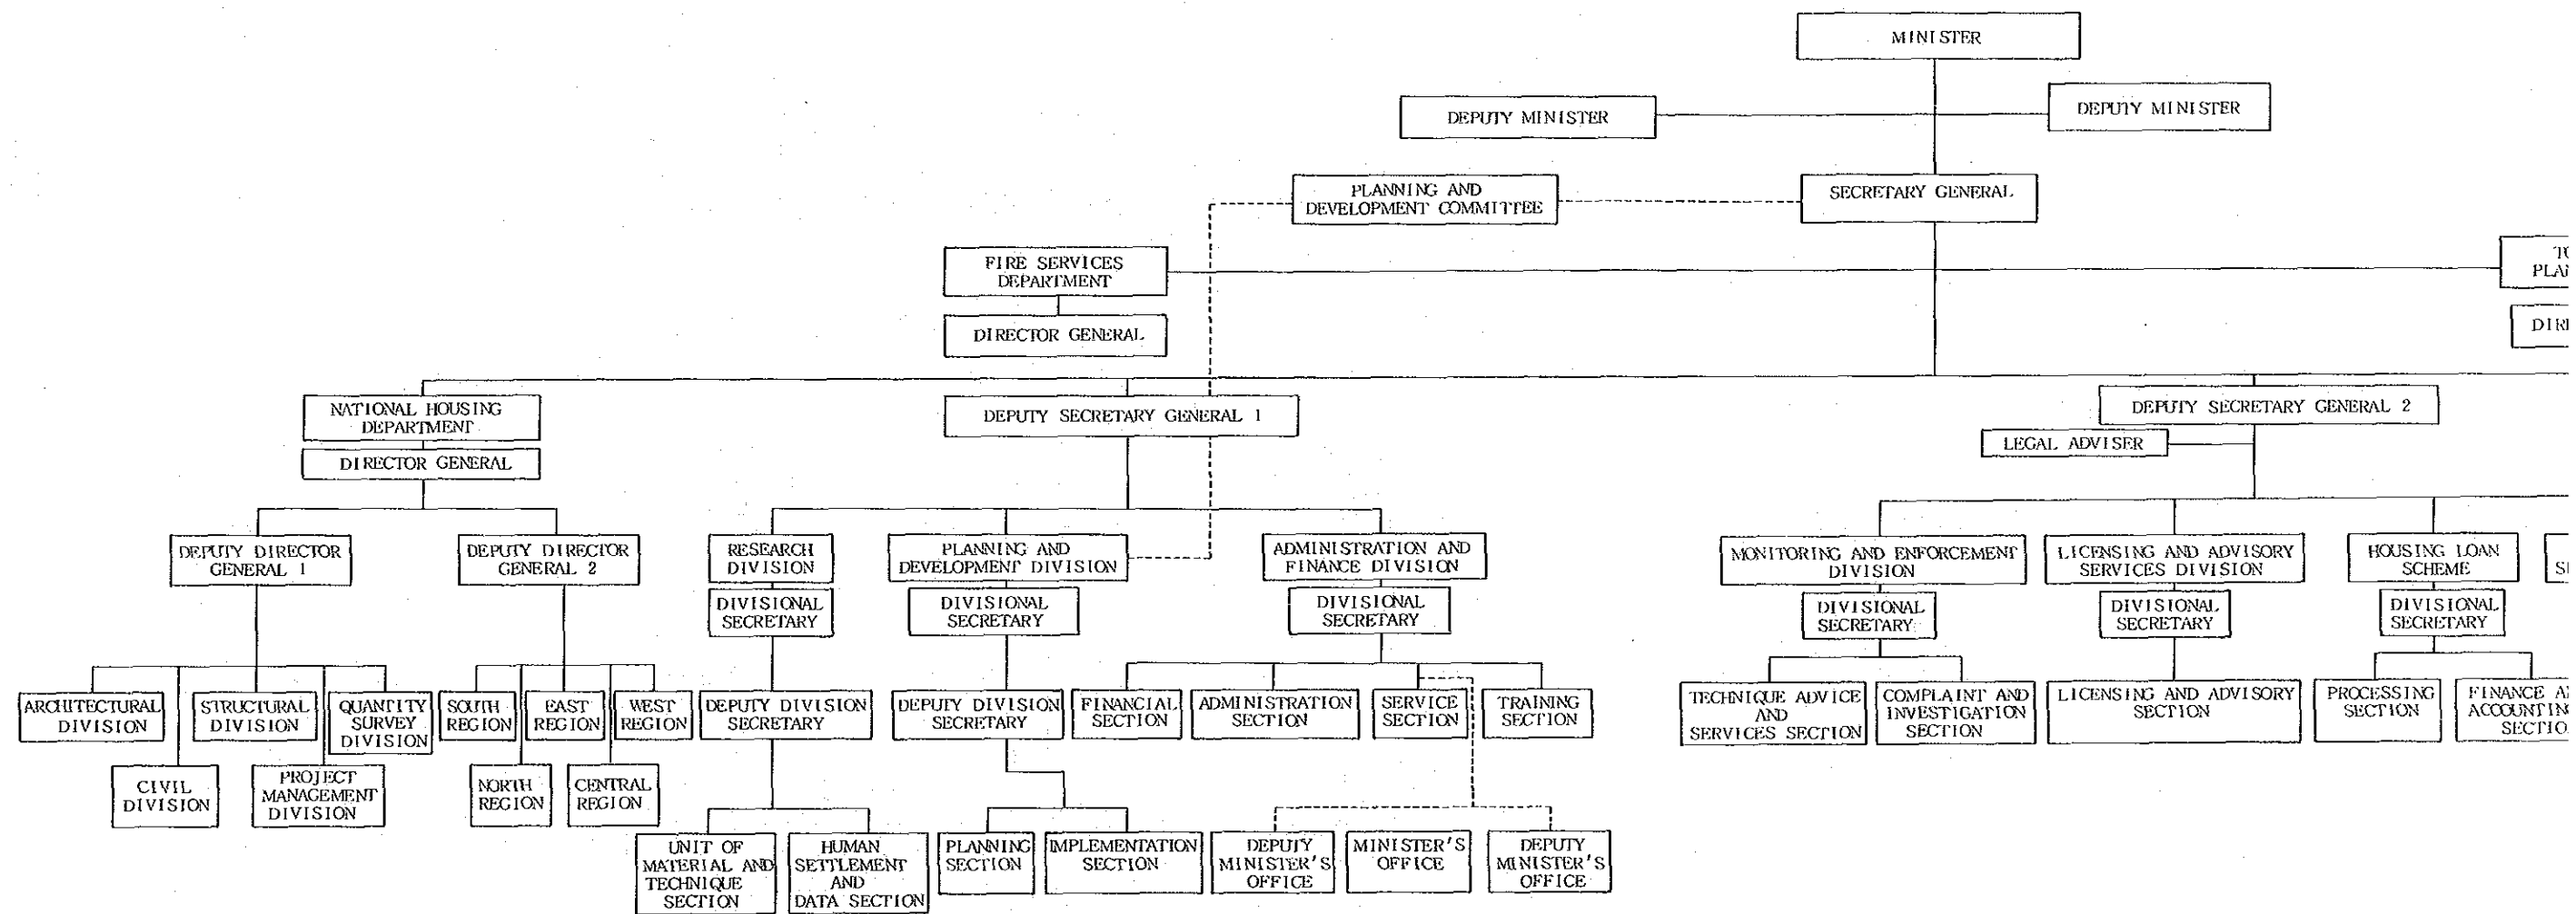 MINISTER
DEPUTY MINISTER
DEPUTY MINISTER
PLANNING AND
DEVELOPMENT COMMITTEE
SECRETARY GENERAL
FIRE SERVICES
DEPARTMENT
DIRECTOR GENERAL
NATIONAL HOUSING
DEPARTMENT
DIRECTOR GENERAL
DEPUTY SECRETARY GENERAL 1
DEPUTY SECRETARY GENERAL 2
LEGAL ADVISER
DEPUTY DIRECTOR
GENERAL 1
DEPUTY DIRECTOR
GENERAL 2
RESEARCH
DIVISION
PLANNING AND
DEVELOPMENT DIVISION
ADMINISTRATION AND
FINANCE DIVISION
MONITORING AND ENFORCEMENT
DIVISION
LICENSING AND ADVISORY
SERVICES DIVISION
HOUSING LOAN
SCHEME
DIVISIONAL
SECRETARY
DIVISIONAL
SECRETARY
DIVISIONAL
SECRETARY
DIVISIONAL
SECRETARY
DIVISIONAL
SECRETARY
DIVISIONAL
SECRETARY
ARCHITECTURAL
DIVISION
STRUCTURAL
DIVISION
QUANTITY
SURVEY
DIVISION
SOUTH
REGION
EAST
REGION
WEST
REGION
DEPUTY DIVISION
SECRETARY
DEPUTY DIVISION
SECRETARY
FINANCIAL
SECTION
ADMINISTRATION
SECTION
SERVICE
SECTION
TRAINING
SECTION
TECHNIQUE ADVICE
AND
SERVICES SECTION
COMPLAINT AND
INVESTIGATION
SECTION
LICENSING AND ADVISORY
SECTION
PROCESSING
SECTION
FINANCE
CIVIL
DIVISION
PROJECT
MANAGEMENT
DIVISION
NORTH
REGION
CENTRAL
REGION
UNIT OF
MATERIAL AND
TECHNIQUE
SECTION
HUMAN
SETTLEMENT
AND
DATA SECTION
PLANNING
SECTION
IMPLEMENTATION
SECTION
DEPUTY
MINISTER'S
OFFICE
MINISTER'S
OFFICE
DEPUTY
MINISTER'S
OFFICE